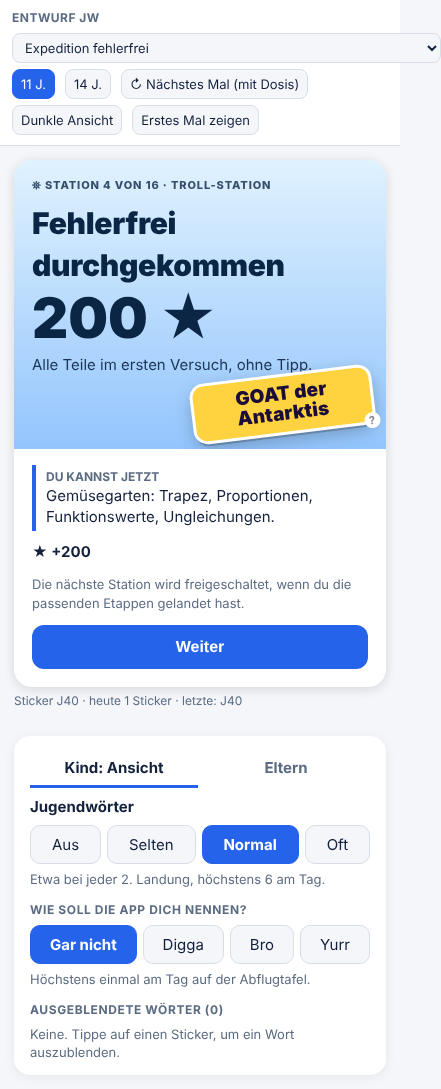 ENTWURF JW
Expedition fehlerfrei
11 J.
14 J.
↻ Nächstes Mal (mit Dosis)
Dunkle Ansicht
Erstes Mal zeigen
✵ STATION 4 VON 16 · TROLL-STATION
Fehlerfrei
durchgekommen
200 ★
Alle Teile im ersten Versuch, ohne Tipp.
GOAT der
Antarktis
?
DU KANNST JETZT
Gemüsegarten: Trapez, Proportionen,
Funktionswerte, Ungleichungen.
★ +200
Die nächste Station wird freigeschaltet, wenn du die
passenden Etappen gelandet hast.
Weiter
Sticker J40 · heute 1 Sticker · letzte: J40
Kind: Ansicht
Eltern
Jugendwörter
Aus
Selten
Normal
Oft
Etwa bei jeder 2. Landung, höchstens 6 am Tag.
WIE SOLL DIE APP DICH NENNEN?
Gar nicht
Digga
Bro
Yurr
Höchstens einmal am Tag auf der Abflugtafel.
AUSGEBLENDETE WÖRTER (0)
Keine. Tippe auf einen Sticker, um ein Wort
auszublenden.